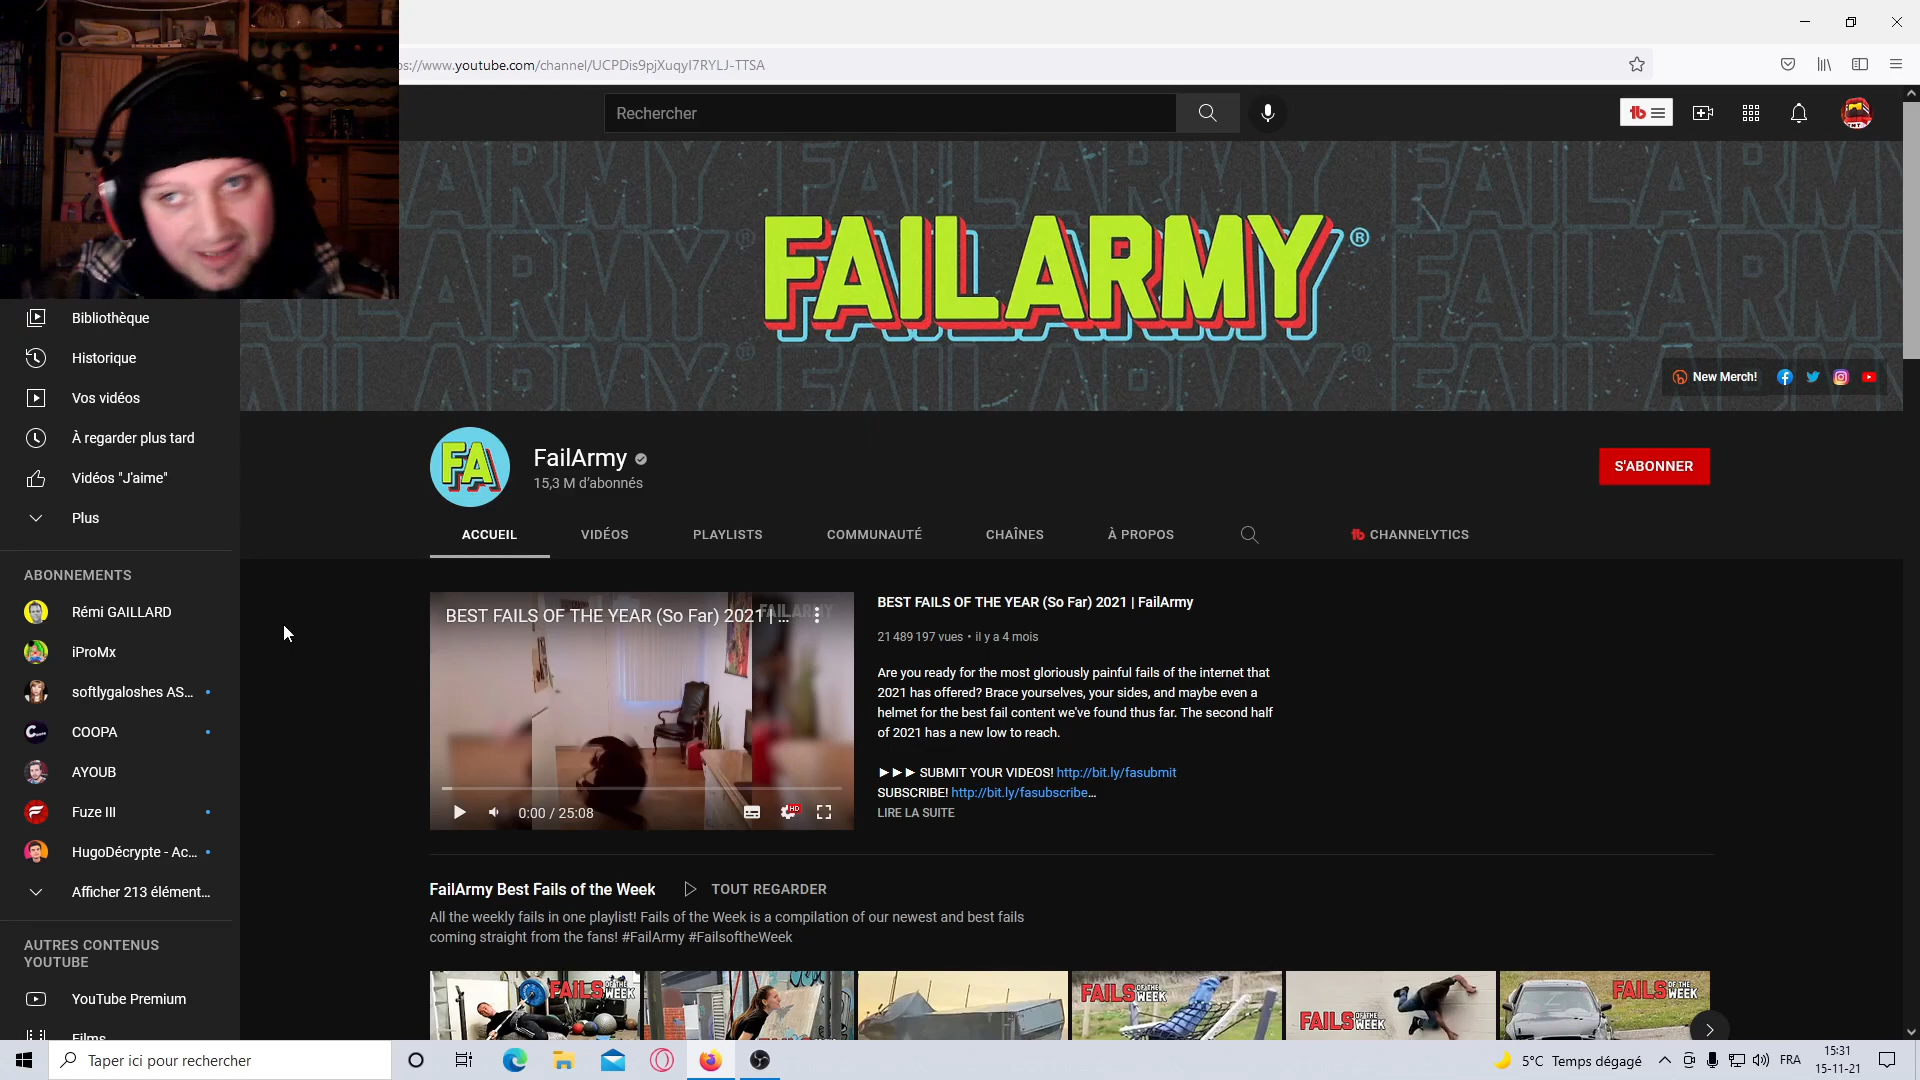 ps://www.youtube.com/channel/UCPDis9pjXuqyI7RYLJ-TTSA
Rechercher
FAILARMY®
New Merch!
Bibliothèque
Historique
Vos vidéos
À regarder plus tard
Vidéos "J'aime"
Plus
ABONNEMENTS
Rémi GAILLARD
iProMx
softlygaloshes AS...
COOPA
AYOUB
Fuze III
HugoDécrypte - Ac...
Afficher 213 élément...
AUTRES CONTENUS
YOUTUBE
YouTube Premium
Films
FA
FailArmy
15,3 M d'abonnés
S'ABONNER
ACCUEIL
VIDÉOS
PLAYLISTS
COMMUNAUTÉ
CHAÎNES
À PROPOS
CHANNELYTICS
BEST FAILS OF THE YEAR (So Far) 2021 | ...
FAILARMY
0:00 / 25:08
HD
BEST FAILS OF THE YEAR (So Far) 2021 | FailArmy
21 489 197 vues • il y a 4 mois
Are you ready for the most gloriously painful fails of the internet that
2021 has offered? Brace yourselves, your sides, and maybe even a
helmet for the best fail content we've found thus far. The second half
of 2021 has a new low to reach.
►►► SUBMIT YOUR VIDEOS! http://bit.ly/fasubmit
SUBSCRIBE! http://bit.ly/fasubscribe...
LIRE LA SUITE
FailArmy Best Fails of the Week
TOUT REGARDER
All the weekly fails in one playlist! Fails of the Week is a compilation of our newest and best fails
coming straight from the fans! #FailArmy #FailsoftheWeek
FAILS OF THE WEEK
FAILS OF THE WEEK
FAILS OF THE WEEK
FAILS OF THE WEEK
Taper ici pour rechercher
5°C Temps dégagé
FRA
15:31
15-11-21